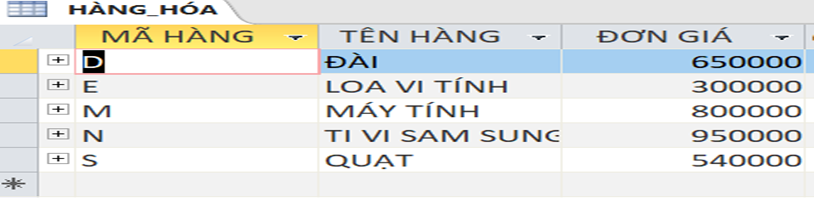 HÀNG_HÓA
MÃ HÀNG TÊN HÀNG ĐƠN GIÁ
D ĐÀI 650000
E LOA VI TÍNH 300000
M MÁY TÍNH 800000
N TI VI SAM SUNG 950000
S QUẠT 540000